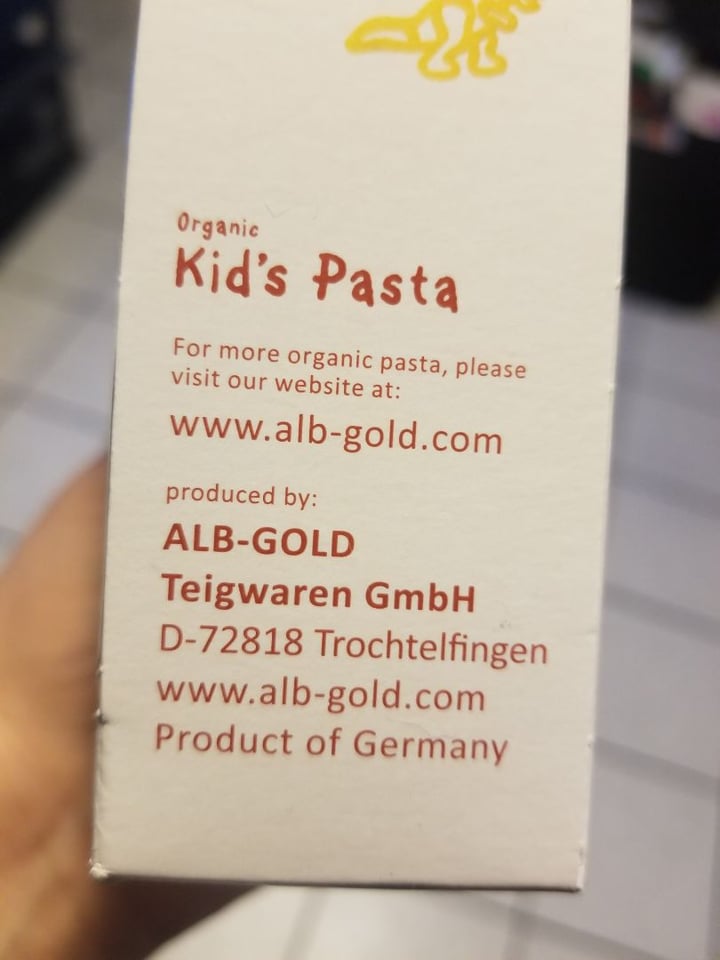 Organic
Kid's Pasta
For more organic pasta, please
visit our website at:
www.alb-gold.com
produced by:
ALB-GOLD
Teigwaren GmbH
D-72818 Trochtelfingen
www.alb-gold.com
Product of Germany